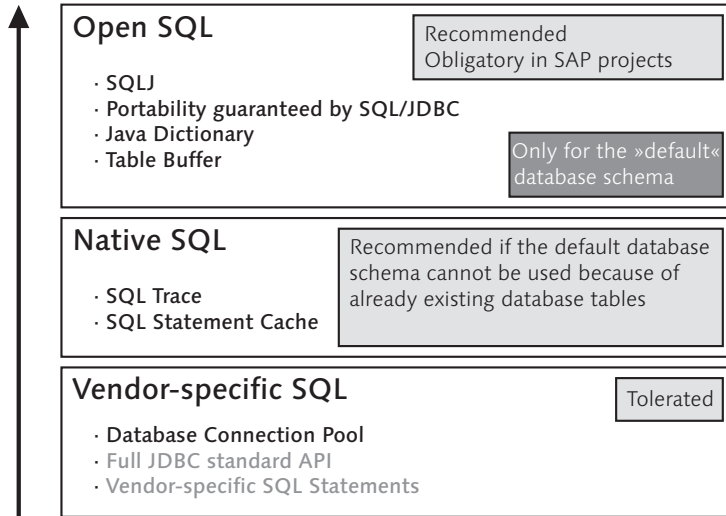 Open SQL
Recommended
Obligatory in SAP projects
· SQLJ
· Portability guaranteed by SQL/JDBC
· Java Dictionary
· Table Buffer
Only for the »default«
database schema
Native SQL
Recommended if the default database
schema cannot be used because of
already existing database tables
· SQL Trace
· SQL Statement Cache
Vendor-specific SQL
Tolerated
· Database Connection Pool
· Full JDBC standard API
· Vendor-specific SQL Statements